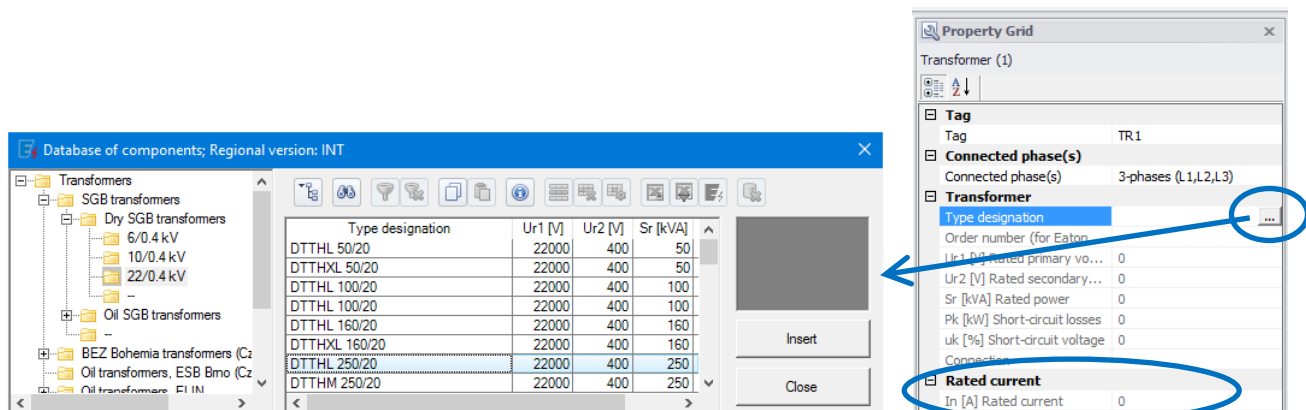 Property Grid
Transformer (1)
Tag
Tag TR1
Connected phase(s)
Connected phase(s) 3-phases (L1,L2,L3)
Transformer
Type designation ...
Order number (for Eaton
Ur1 [V] Rated primary vo... 0
Ur2 [V] Rated secondary... 0
Sr [kVA] Rated power 0
Pk [kW] Short-circuit losses 0
uk [%] Short-circuit voltage 0
Connection
Rated current
In [A] Rated current 0
Database of components; Regional version: INT
Transformers
SGB transformers
Dry SGB transformers
6/0.4 kV
10/0.4 kV
22/0.4 kV
--
Oil SGB transformers
--
BEZ Bohemia transformers (Cz
Oil transformers, ESB Brno (Cz
Oil transformers, ELIN
Type designation Ur1 [V] Ur2 [V] Sr [kVA]
DTTHL 50/20 22000 400 50
DTTHXL 50/20 22000 400 50
DTTHL 100/20 22000 400 100
DTTHL 100/20 22000 400 100
DTTHL 160/20 22000 400 160
DTTHXL 160/20 22000 400 160
DTTHL 250/20 22000 400 250
DTTHM 250/20 22000 400 250
Insert
Close